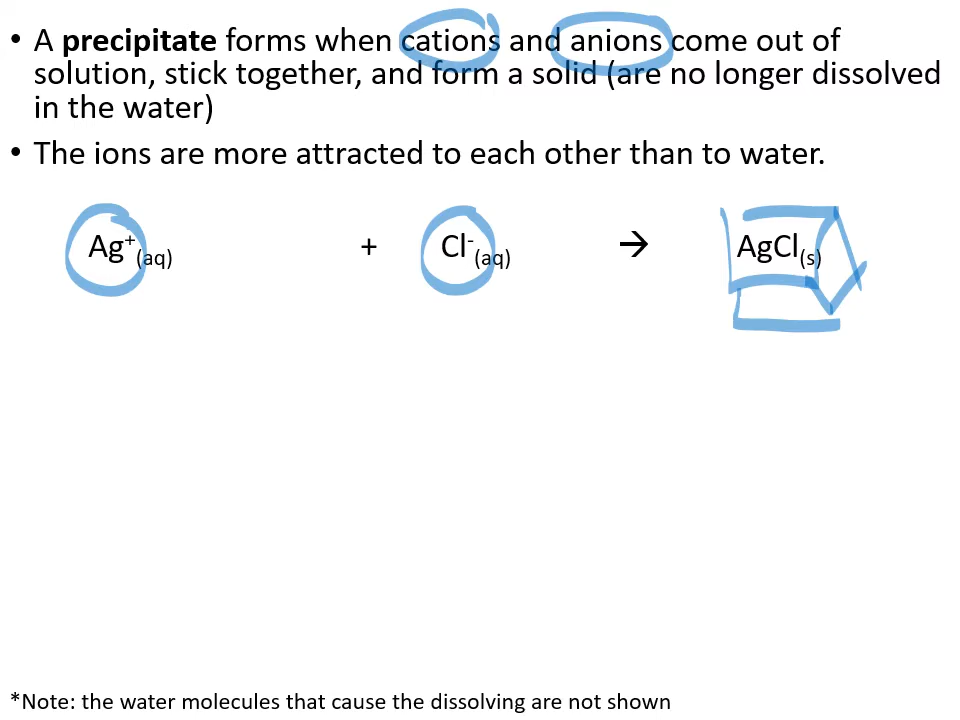 • A precipitate forms when cations and anions come out of
solution, stick together, and form a solid (are no longer dissolved
in the water)
• The ions are more attracted to each other than to water.
Ag⁺(aq) + Cl⁻(aq) → AgCl(s)
*Note: the water molecules that cause the dissolving are not shown